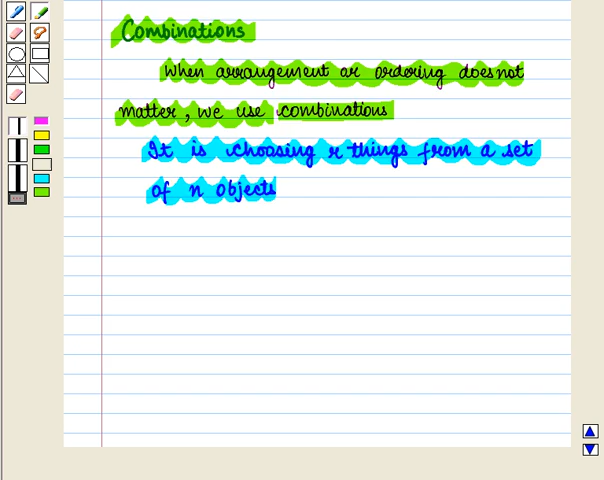 Combinations
When arrangement or ordering does not
matter, we use combinations
It is choosing r things from a set
of n objects